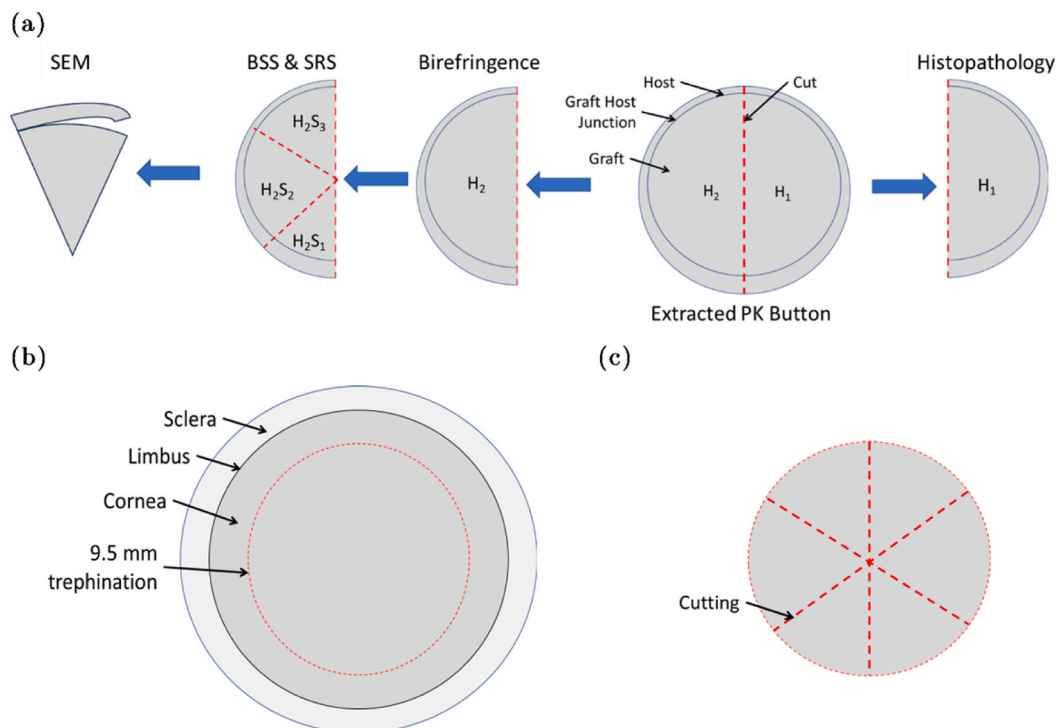 (a)
SEM
BSS & SRS
Birefringence
Host
Cut
Histopathology
Graft Host
Junction
Graft
H₂S₃
H₂S₂
H₂S₁
H₂
H₂
H₁
H₁
Extracted PK Button
(b)
Sclera
Limbus
Cornea
9.5 mm
trephination
(c)
Cutting